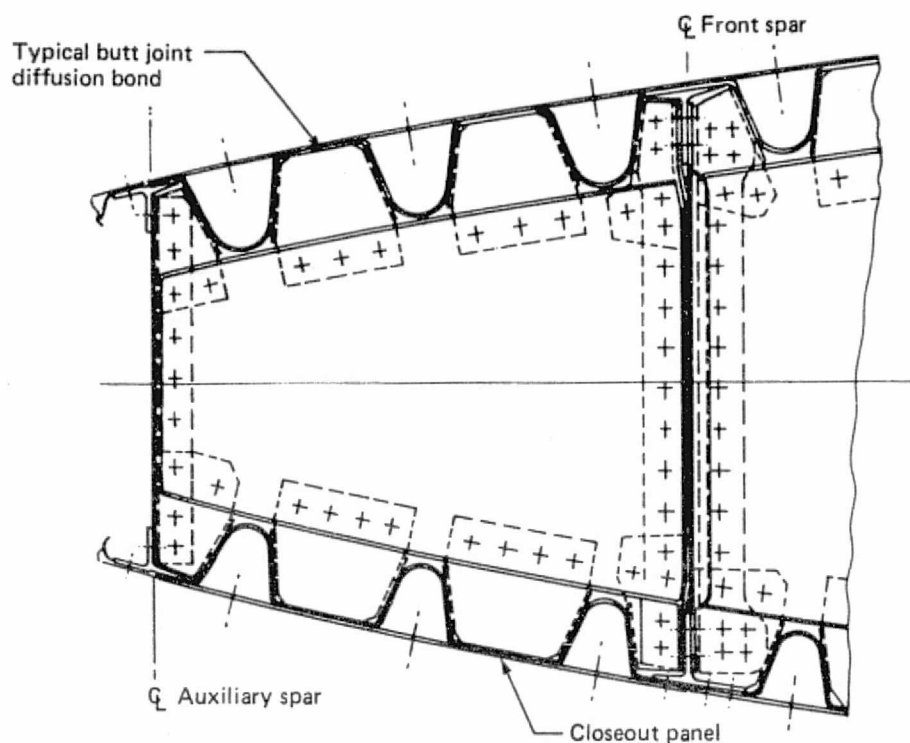 ℄ Front spar
Typical butt joint
diffusion bond
℄ Auxiliary spar
Closeout panel